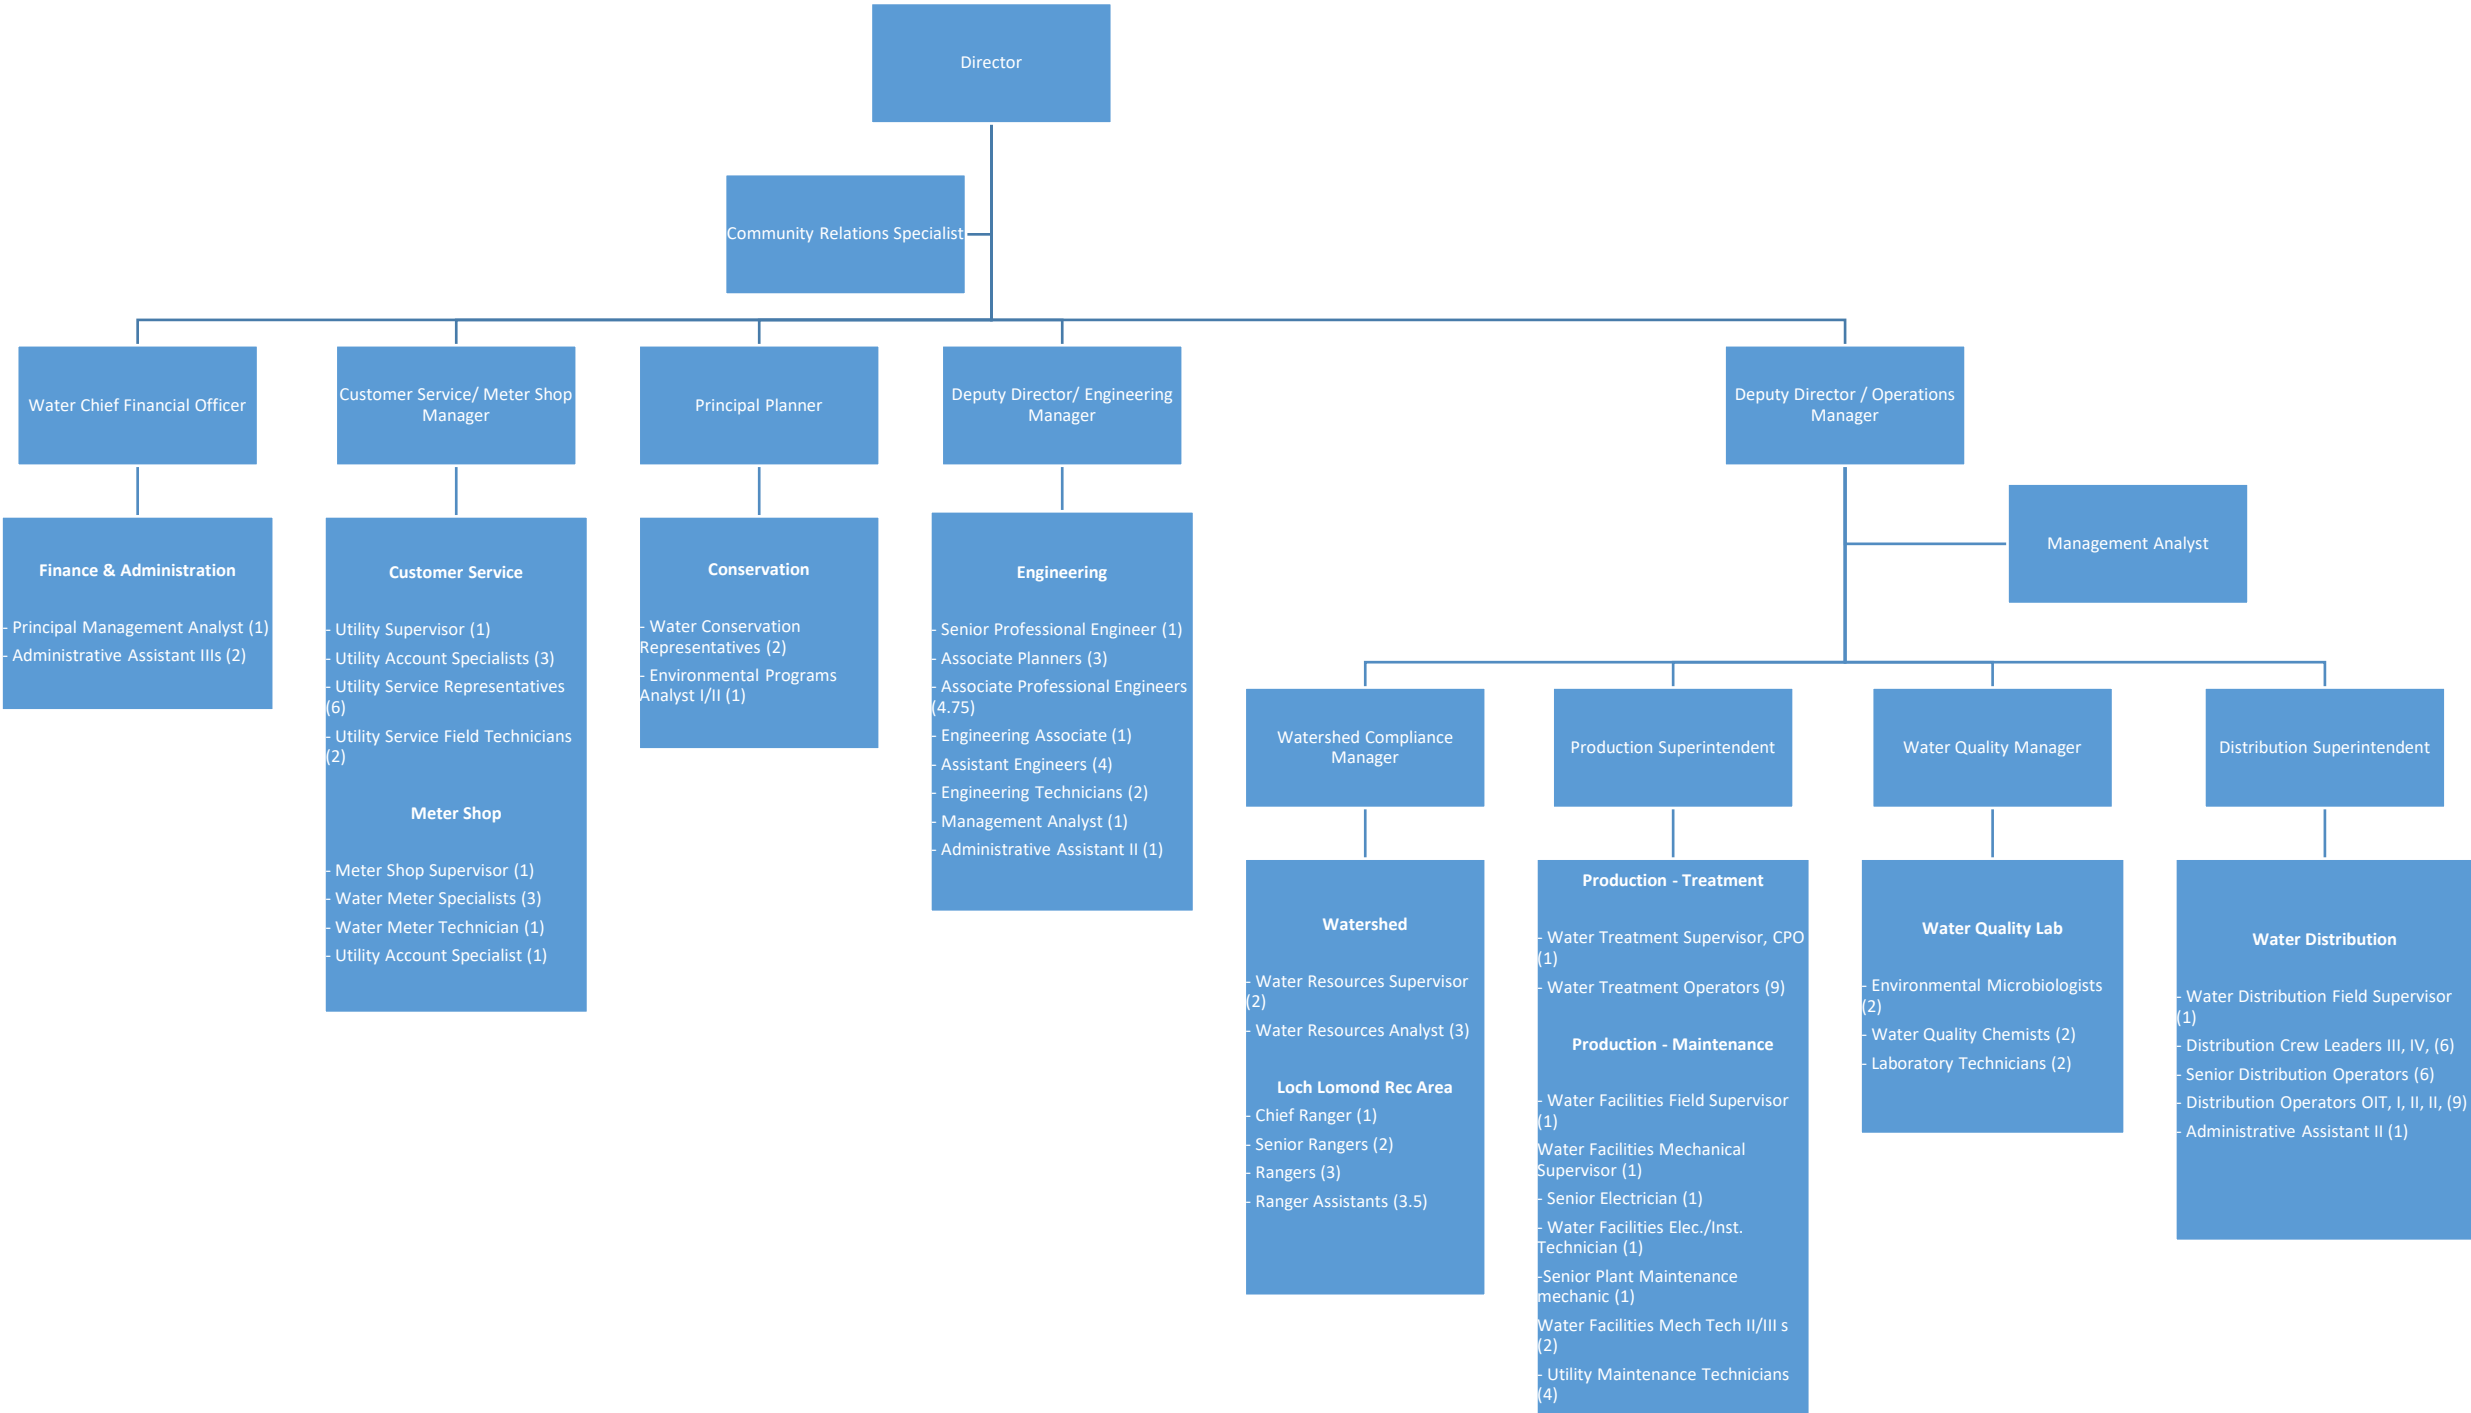 Director
Community Relations Specialist
Water Chief Financial Officer
Customer Service/ Meter Shop
Manager
Principal Planner
Deputy Director/ Engineering
Manager
Deputy Director / Operations
Manager
Management Analyst
Finance & Administration
- Principal Management Analyst (1)
- Administrative Assistant IIIs (2)
Customer Service
- Utility Supervisor (1)
- Utility Account Specialists (3)
- Utility Service Representatives
(6)
- Utility Service Field Technicians
(2)
Meter Shop
- Meter Shop Supervisor (1)
- Water Meter Specialists (3)
- Water Meter Technician (1)
- Utility Account Specialist (1)
Conservation
- Water Conservation
Representatives (2)
- Environmental Programs
Analyst I/II (1)
Engineering
- Senior Professional Engineer (1)
- Associate Planners (3)
- Associate Professional Engineers
(4.75)
- Engineering Associate (1)
- Assistant Engineers (4)
- Engineering Technicians (2)
- Management Analyst (1)
- Administrative Assistant II (1)
Watershed Compliance
Manager
Production Superintendent
Water Quality Manager
Distribution Superintendent
Watershed
- Water Resources Supervisor
(2)
- Water Resources Analyst (3)
Loch Lomond Rec Area
- Chief Ranger (1)
- Senior Rangers (2)
- Rangers (3)
- Ranger Assistants (3.5)
Production - Treatment
- Water Treatment Supervisor, CPO
(1)
- Water Treatment Operators (9)
Production - Maintenance
- Water Facilities Field Supervisor
(1)
Water Facilities Mechanical
Supervisor (1)
- Senior Electrician (1)
- Water Facilities Elec./Inst.
Technician (1)
-Senior Plant Maintenance
mechanic (1)
Water Facilities Mech Tech II/III s
(2)
- Utility Maintenance Technicians
(4)
Water Quality Lab
- Environmental Microbiologists
(2)
- Water Quality Chemists (2)
- Laboratory Technicians (2)
Water Distribution
- Water Distribution Field Supervisor
(1)
- Distribution Crew Leaders III, IV, (6)
- Senior Distribution Operators (6)
- Distribution Operators OIT, I, II, II, (9)
- Administrative Assistant II (1)